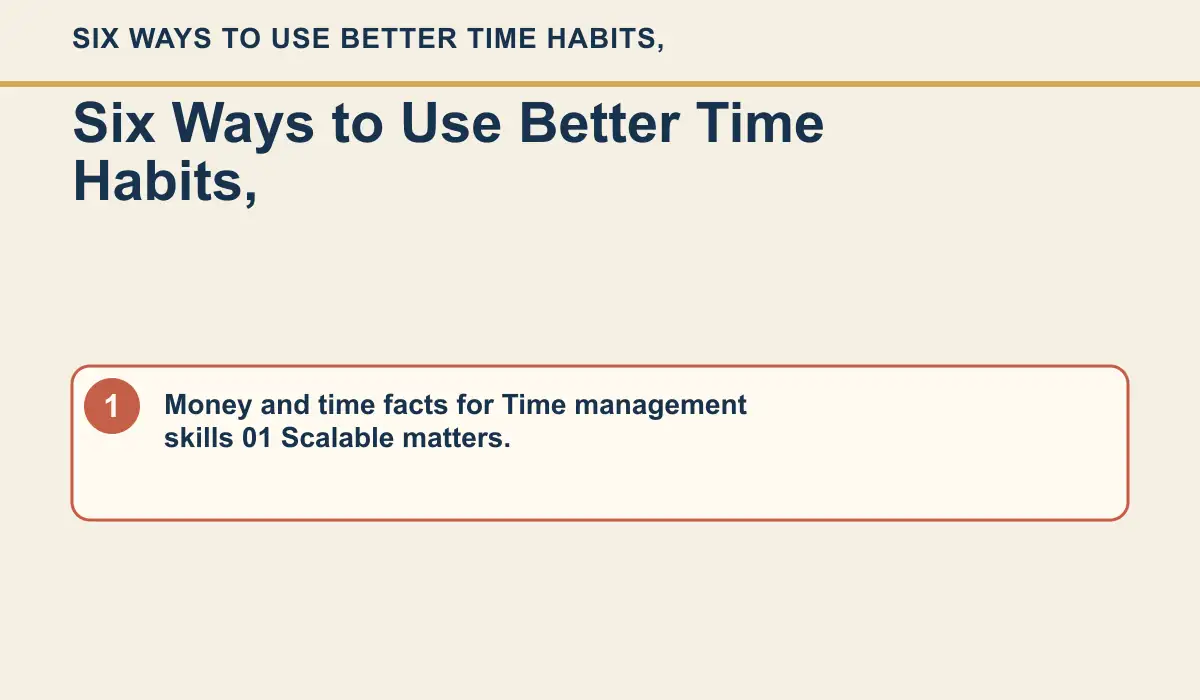 SIX WAYS TO USE BETTER TIME HABITS,
Six Ways to Use Better Time
Habits,
1
Money and time facts for Time management
skills 01 Scalable matters.